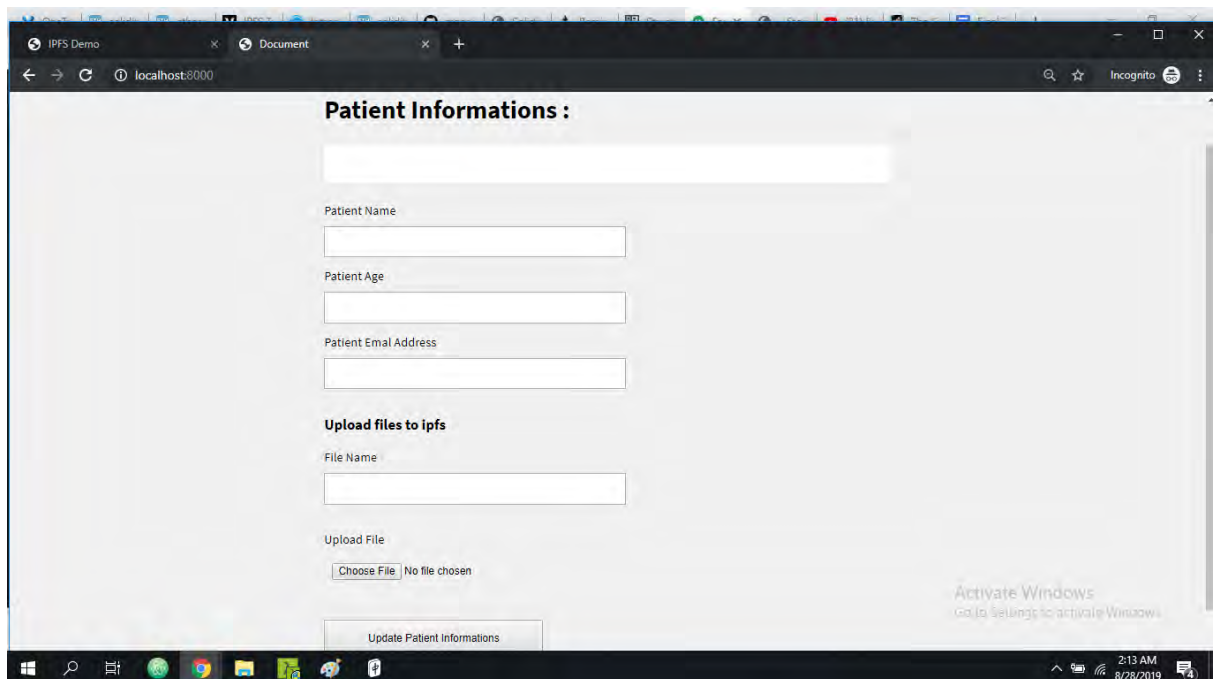 IPFS Demo
Document
localhost:8000
Incognito
Patient Informations :
Patient Name
Patient Age
Patient Emal Address
Upload files to ipfs
File Name
Upload File
Choose File No file chosen
Activate Windows
Go to Settings to activate Windows.
Update Patient Informations
2:13 AM
8/28/2019
4